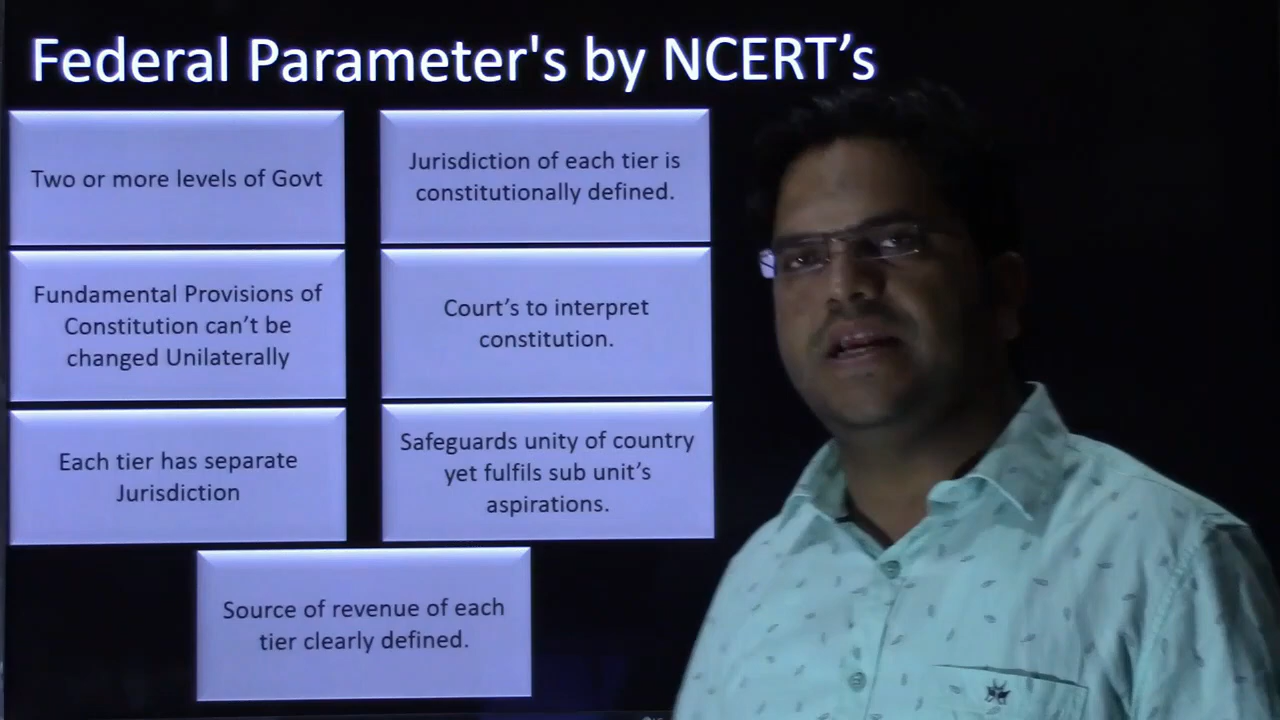 Federal Parameter's by NCERT’s
Two or more levels of Govt
Jurisdiction of each tier is
constitutionally defined.
Fundamental Provisions of
Constitution can’t be
changed Unilaterally
Court’s to interpret
constitution.
Each tier has separate
Jurisdiction
Safeguards unity of country
yet fulfils sub unit’s
aspirations.
Source of revenue of each
tier clearly defined.